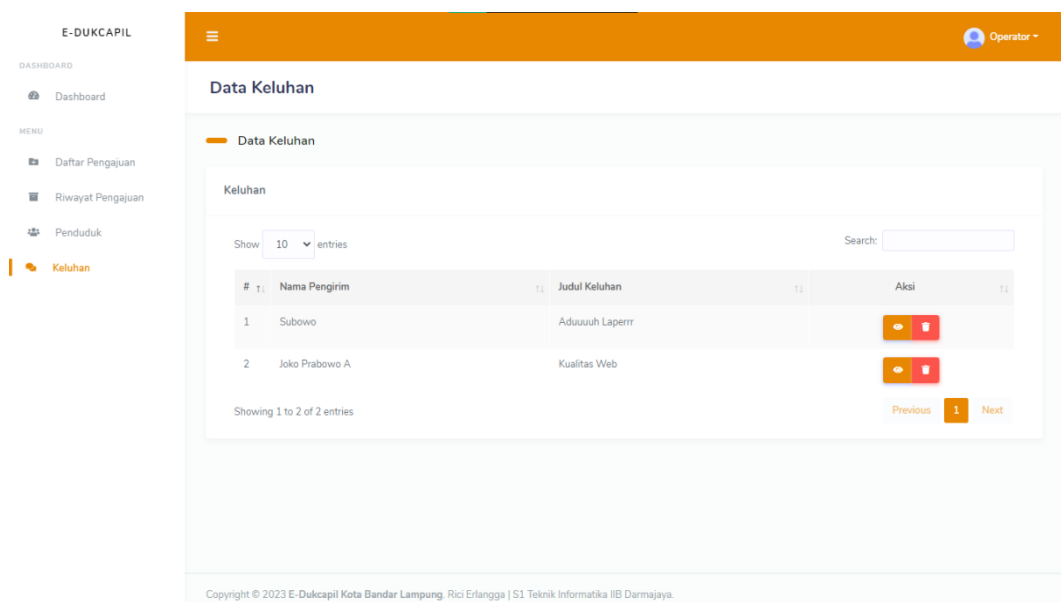 E-DUKCAPIL
Operator
DASHBOARD
Dashboard
MENU
Daftar Pengajuan
Riwayat Pengajuan
Penduduk
Keluhan
Data Keluhan
Data Keluhan
Keluhan
Show 10 entries
Search:
# Nama Pengirim Judul Keluhan Aksi
1 Subowo Aduuuuh Laperrr
2 Joko Prabowo A Kualitas Web
Showing 1 to 2 of 2 entries
Previous 1 Next
Copyright © 2023 E-Dukcapil Kota Bandar Lampung. Rici Erlangga | S1 Teknik Informatika IIB Darmajaya.